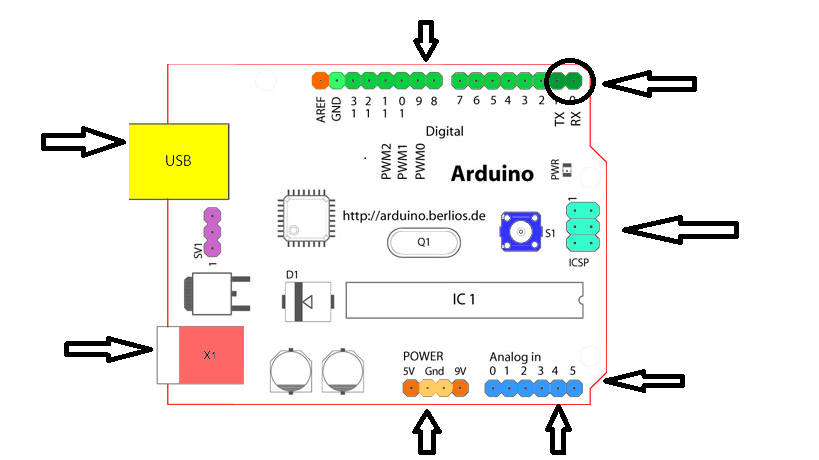 AREF
GND
13
12
11
10
9
8
7
6
5
4
3
2
TX
RX
0
Digital
USB
PWM2
PWM1
PWM0
Arduino
PWR
http://arduino.berlios.de
1
ICSP
S1
Q1
SV1
1
D1
IC 1
X1
POWER
5V Gnd 9V
Analog in
0 1 2 3 4 5